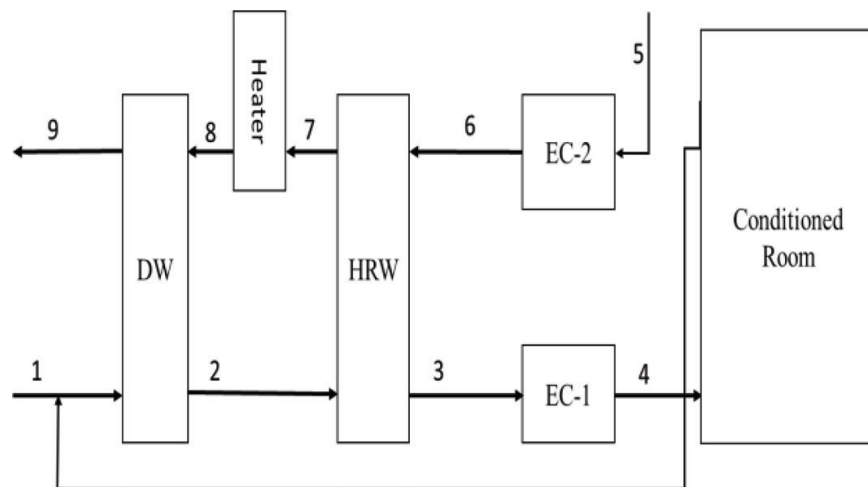 Heater
5
9
8
7
6
EC-2
DW
HRW
Conditioned
Room
1
2
3
EC-1
4